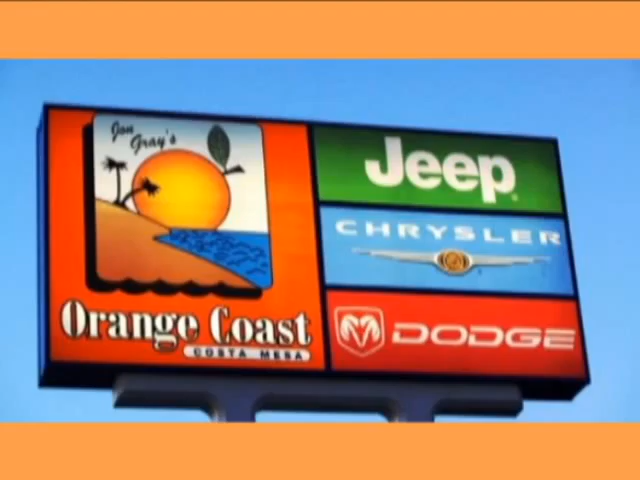 Jon
Gray's
Orange Coast
COSTA MESA
Jeep
CHRYSLER
DODGE